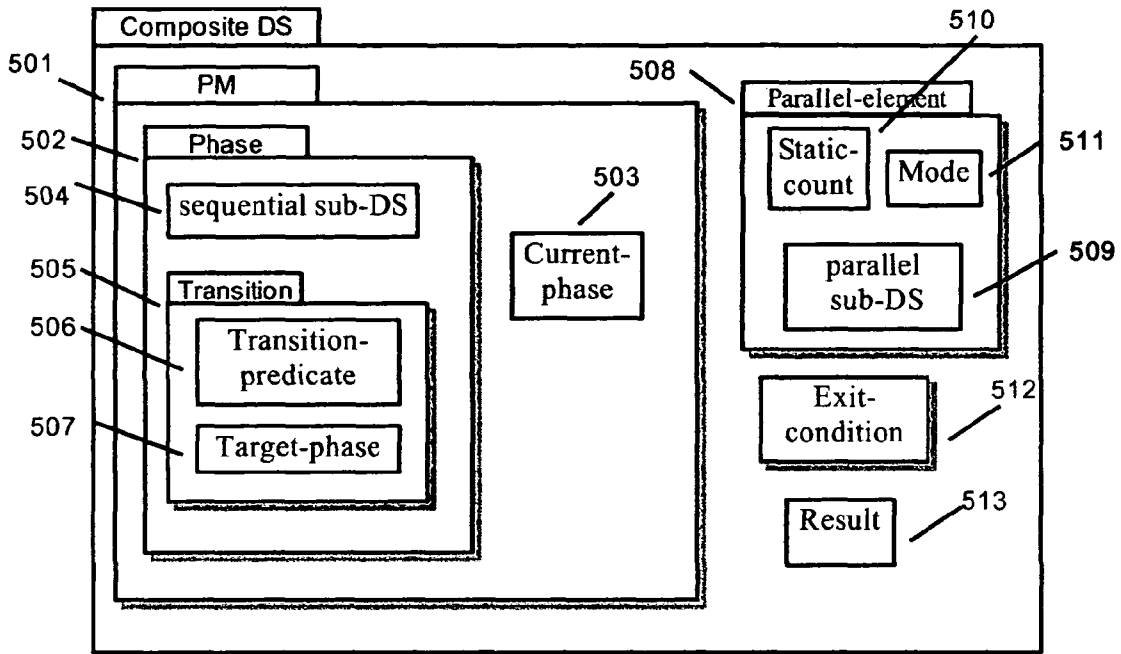 Composite DS
510
501
PM
508
Parallel-element
502
Phase
Static-
count
Mode
511
504
sequential sub-DS
503
Current-
phase
505
Transition
parallel
sub-DS
509
506
Transition-
predicate
Exit-
condition
512
507
Target-phase
Result
513